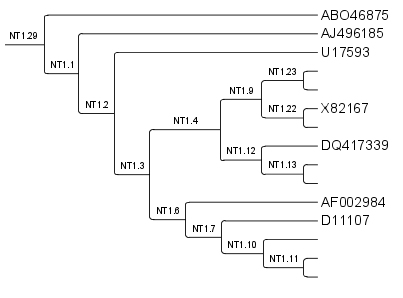 ABO46875
NT1.29
AJ496185
NT1.1
U17593
NT1.23
NT1.9
NT1.2
NT1.22
X82167
NT1.4
DQ417339
NT1.12
NT1.3
NT1.13
AF002984
NT1.6
D11107
NT1.7
NT1.10
NT1.11